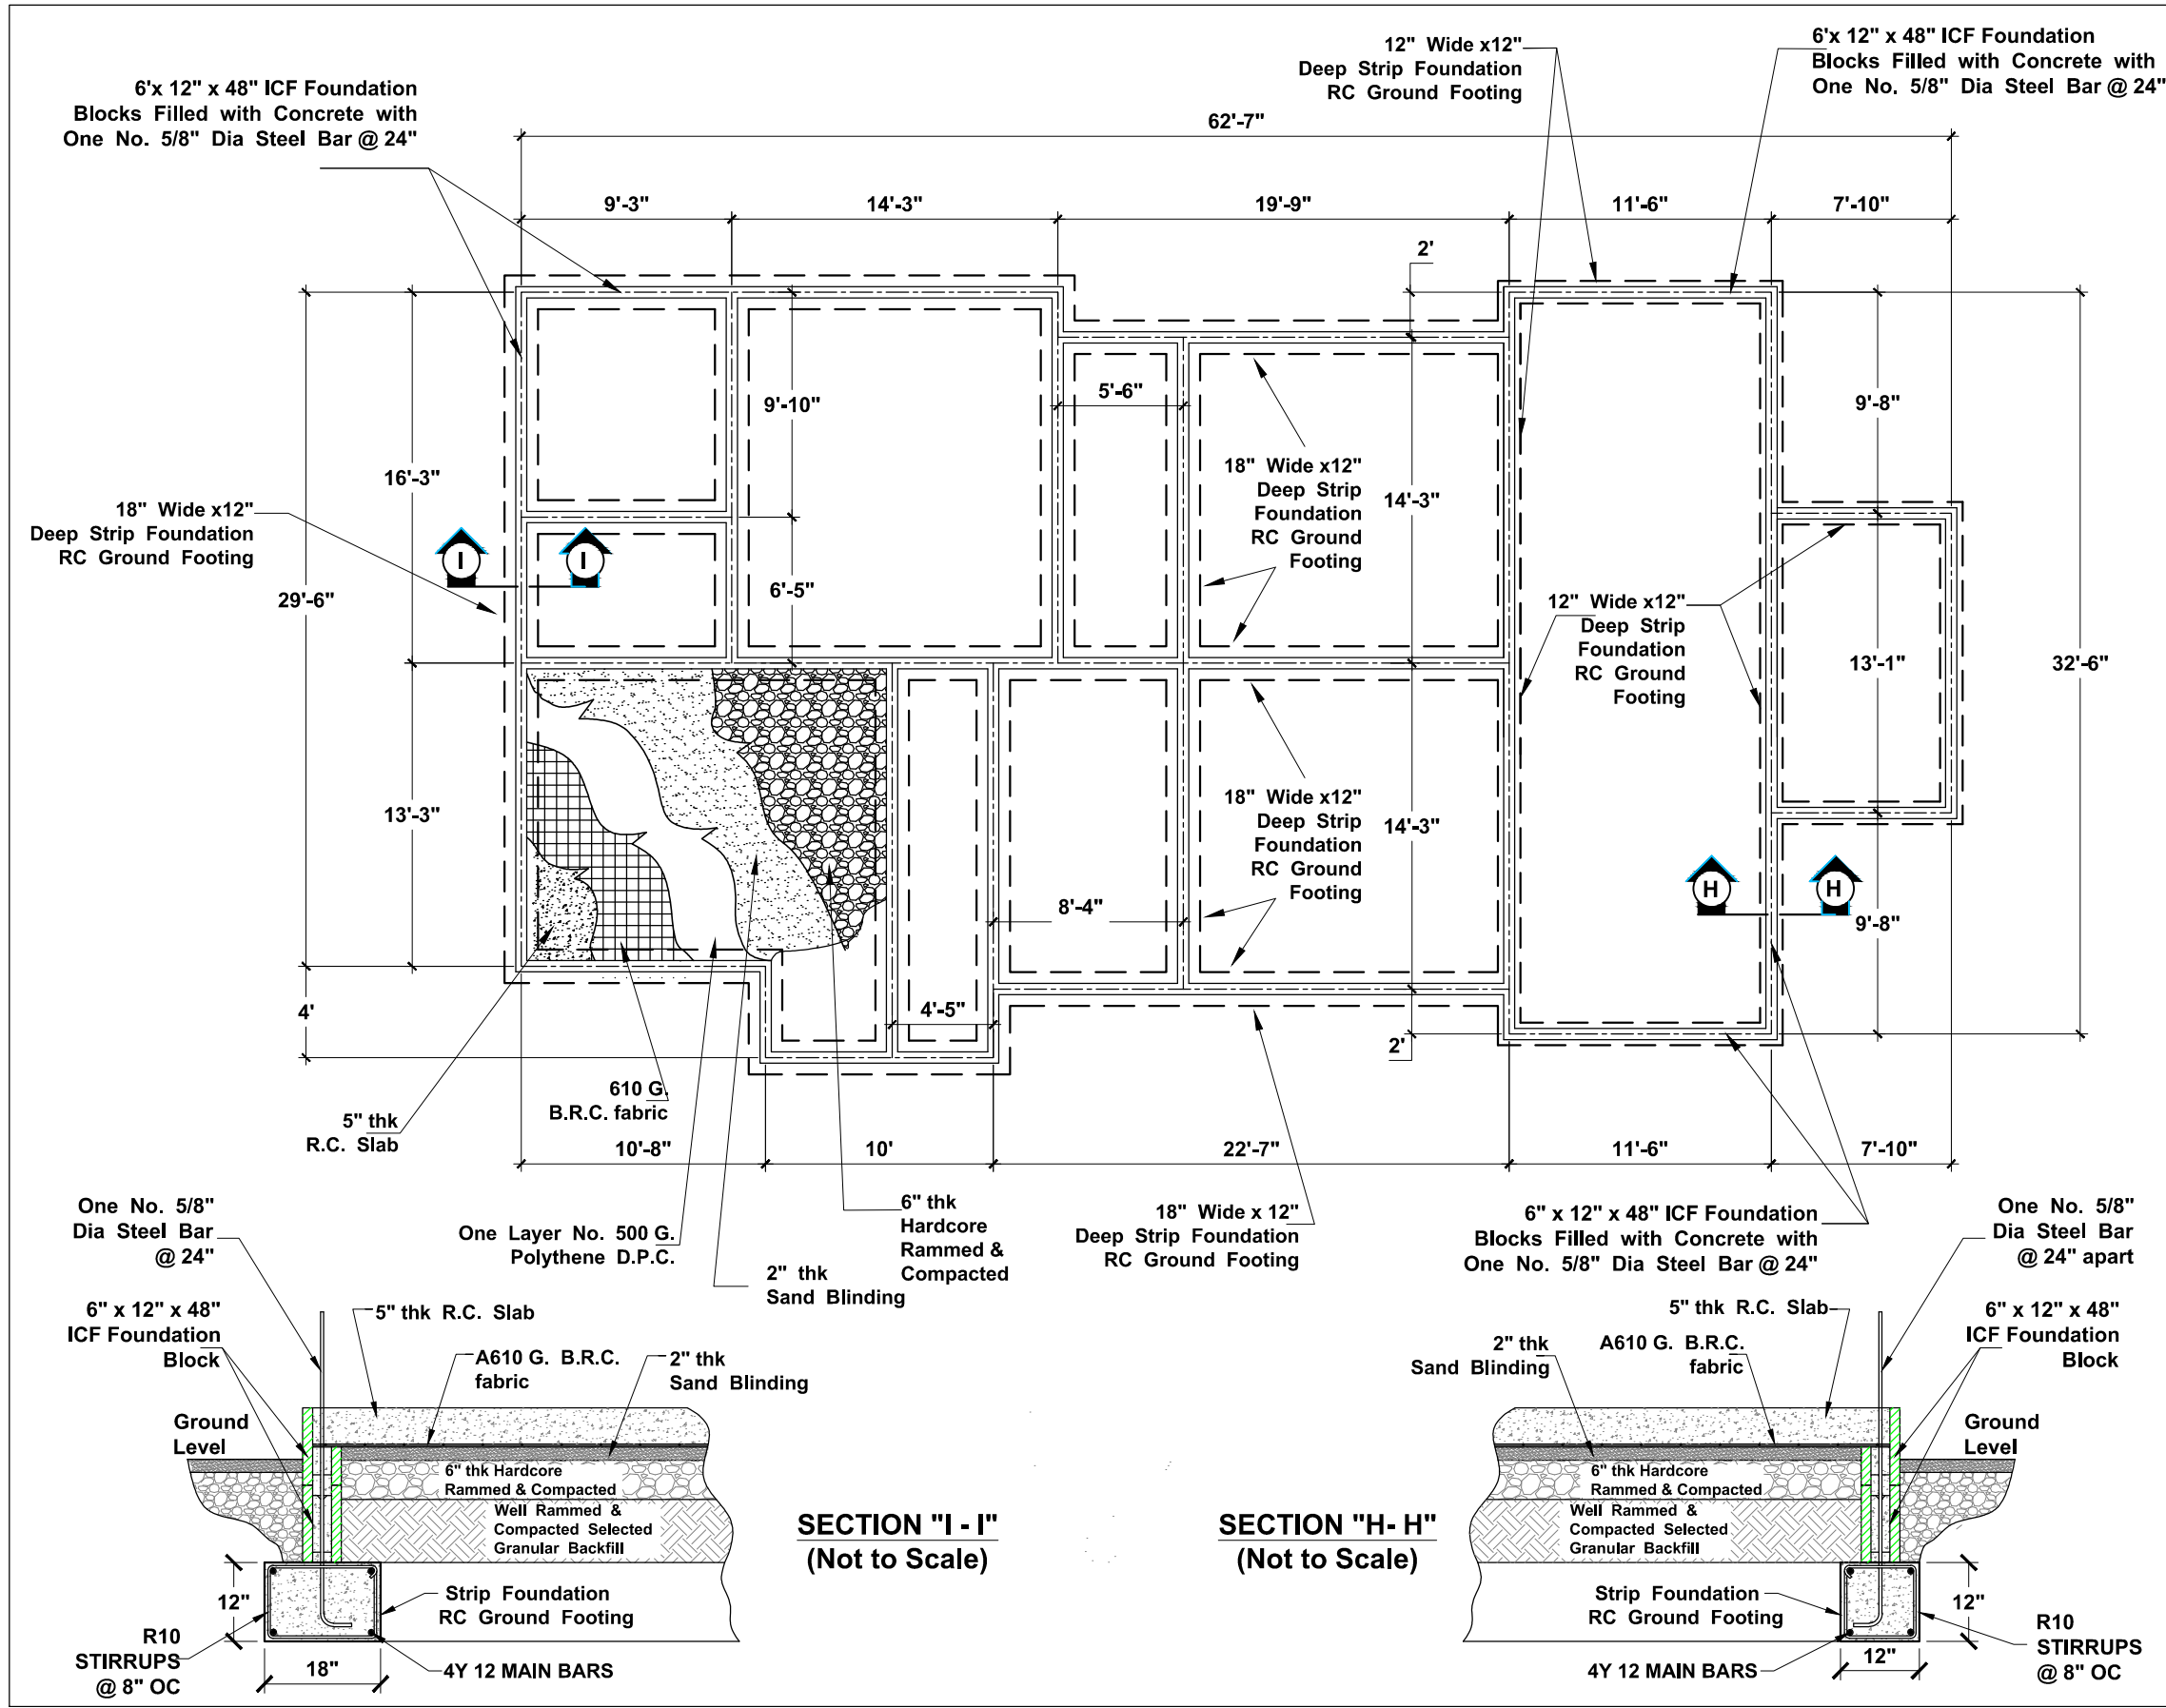 6'x 12" x 48" ICF Foundation
Blocks Filled with Concrete with
One No. 5/8" Dia Steel Bar @ 24"
12" Wide x12"
Deep Strip Foundation
RC Ground Footing
6'x 12" x 48" ICF Foundation
Blocks Filled with Concrete with
One No. 5/8" Dia Steel Bar @ 24"
62'-7"
9'-3"
14'-3"
19'-9"
11'-6"
7'-10"
2'
9'-10"
5'-6"
9'-8"
16'-3"
18" Wide x12"
Deep Strip
Foundation
RC Ground
Footing
14'-3"
18" Wide x12"
Deep Strip Foundation
RC Ground Footing
I
I
29'-6"
6'-5"
12" Wide x12"
Deep Strip
Foundation
RC Ground
Footing
13'-1"
32'-6"
13'-3"
18" Wide x12"
Deep Strip
Foundation
RC Ground
Footing
14'-3"
8'-4"
H
H
9'-8"
4'
4'-5"
2'
610 G.
B.R.C. fabric
5" thk
R.C. Slab
10'-8"
10'
22'-7"
11'-6"
7'-10"
One No. 5/8"
Dia Steel Bar
@ 24"
One Layer No. 500 G.
Polythene D.P.C.
2" thk
Sand Blinding
6" thk
Hardcore
Rammed &
Compacted
18" Wide x 12"
Deep Strip Foundation
RC Ground Footing
6" x 12" x 48" ICF Foundation
Blocks Filled with Concrete with
One No. 5/8" Dia Steel Bar @ 24"
One No. 5/8"
Dia Steel Bar
@ 24" apart
6" x 12" x 48"
ICF Foundation
Block
5" thk R.C. Slab
A610 G. B.R.C.
fabric
2" thk
Sand Blinding
Ground
Level
6" thk Hardcore
Rammed & Compacted
Well Rammed &
Compacted Selected
Granular Backfill
12"
Strip Foundation
RC Ground Footing
R10
STIRRUPS
@ 8" OC
18"
4Y 12 MAIN BARS
SECTION "I - I"
(Not to Scale)
SECTION "H- H"
(Not to Scale)
5" thk R.C. Slab
2" thk
Sand Blinding
A610 G. B.R.C.
fabric
6" x 12" x 48"
ICF Foundation
Block
Ground
Level
6" thk Hardcore
Rammed & Compacted
Well Rammed &
Compacted Selected
Granular Backfill
Strip Foundation
RC Ground Footing
12"
4Y 12 MAIN BARS
12"
R10
STIRRUPS
@ 8" OC